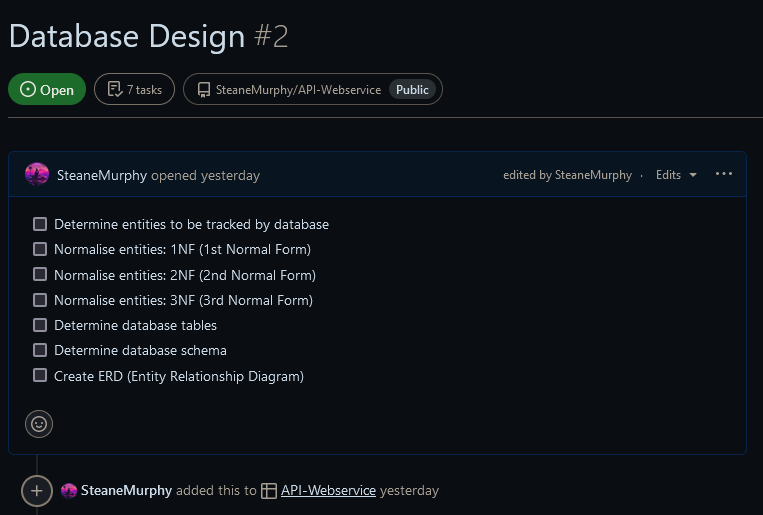 Database Design #2
Open 7 tasks SteaneMurphy/API-Webservice Public
SteaneMurphy opened yesterday edited by SteaneMurphy · Edits
Determine entities to be tracked by database
Normalise entities: 1NF (1st Normal Form)
Normalise entities: 2NF (2nd Normal Form)
Normalise entities: 3NF (3rd Normal Form)
Determine database tables
Determine database schema
Create ERD (Entity Relationship Diagram)
SteaneMurphy added this to API-Webservice yesterday